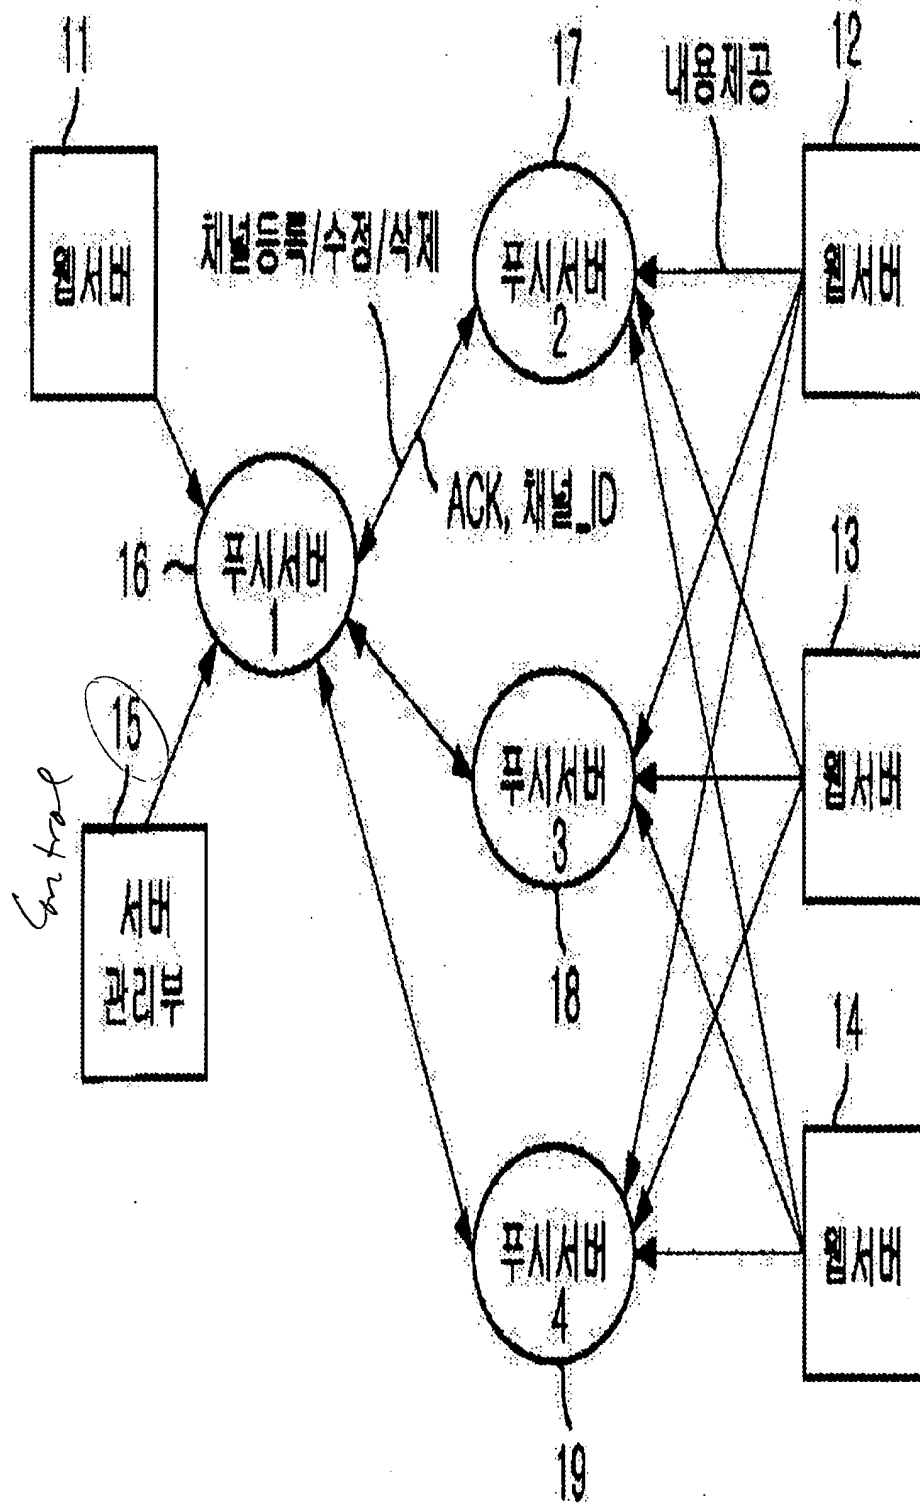 11
17
12
내용제공
웹서버
채널등록/수정/삭제
푸시서버
2
웹서버
ACK, 채널_ID
16
푸시서버
1
13
15
Control
푸시서버
3
웹서버
서버
관리부
18
14
푸시서버
4
웹서버
19